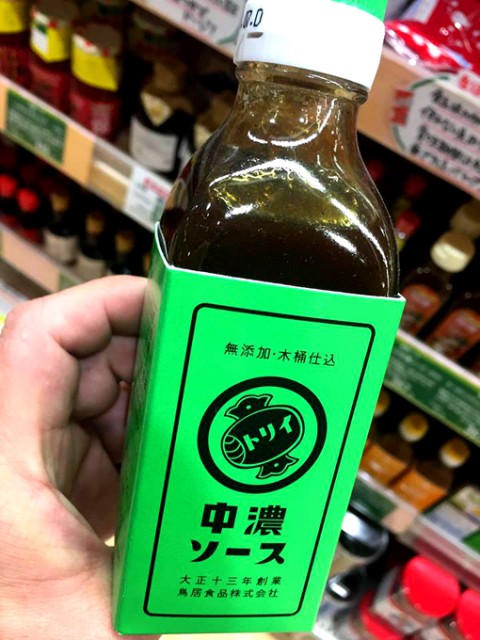 無添加・木桶仕込
トリイ
中濃
ソース
大正十三年創業
鳥居食品株式会社